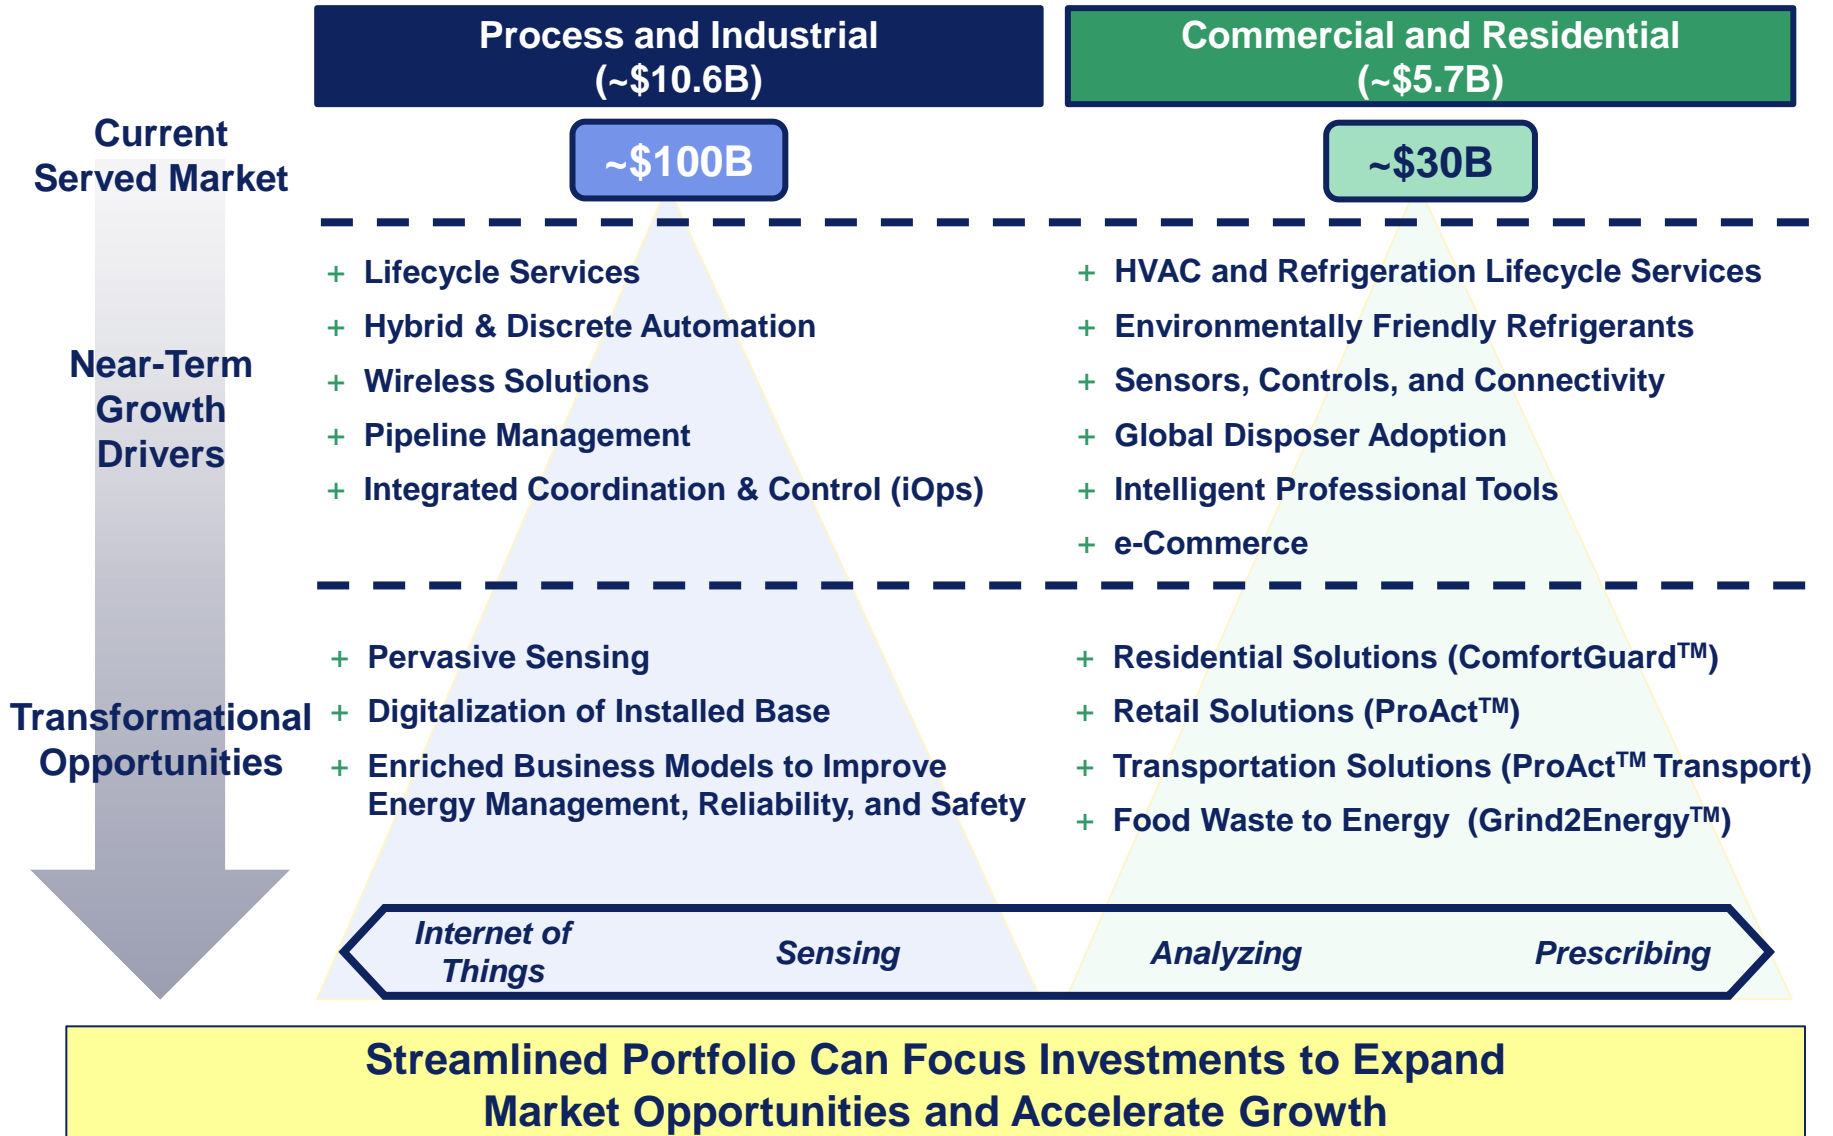 Process and Industrial
(~$10.6B)
Commercial and Residential
(~$5.7B)
Current
Served Market
~$100B
~$30B
Near-Term
Growth
Drivers
+ Lifecycle Services
+ Hybrid & Discrete Automation
+ Wireless Solutions
+ Pipeline Management
+ Integrated Coordination & Control (iOps)
+ HVAC and Refrigeration Lifecycle Services
+ Environmentally Friendly Refrigerants
+ Sensors, Controls, and Connectivity
+ Global Disposer Adoption
+ Intelligent Professional Tools
+ e-Commerce
Transformational
Opportunities
+ Pervasive Sensing
+ Digitalization of Installed Base
+ Enriched Business Models to Improve
Energy Management, Reliability, and Safety
+ Residential Solutions (ComfortGuard™)
+ Retail Solutions (ProAct™)
+ Transportation Solutions (ProAct™ Transport)
+ Food Waste to Energy (Grind2Energy™)
Internet of
Things
Sensing
Analyzing
Prescribing
Streamlined Portfolio Can Focus Investments to Expand
Market Opportunities and Accelerate Growth